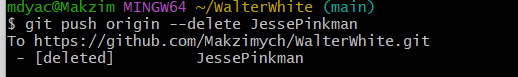 mdyac@Makzim MINGW64 ~/WalterWhite (main)
$ git push origin --delete JessePinkman
To https://github.com/Makzimych/WalterWhite.git
 - [deleted]         JessePinkman